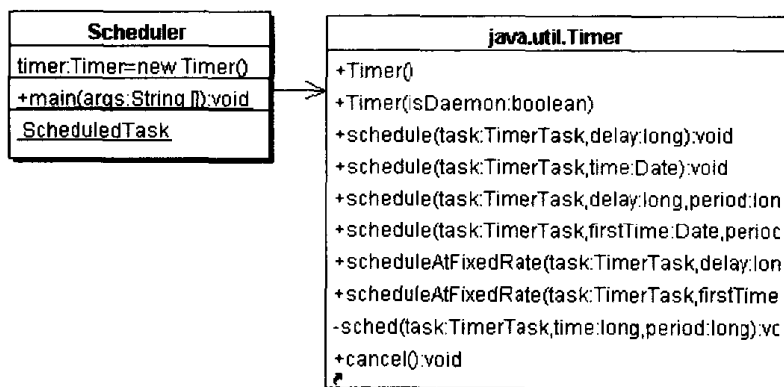 Scheduler
timer:Timer=new Timer()
+main(args:String []):void
ScheduledTask
java.util.Timer
+Timer()
+Timer(isDaemon:boolean)
+schedule(task:TimerTask,delay:long):void
+schedule(task:TimerTask,time:Date):void
+schedule(task:TimerTask,delay:long,period:lon
+schedule(task:TimerTask,firstTime:Date,perioc
+scheduleAtFixedRate(task:TimerTask,delay:lon
+scheduleAtFixedRate(task:TimerTask,firstTime
-sched(task:TimerTask,time:long,period:long):vc
+cancel():void